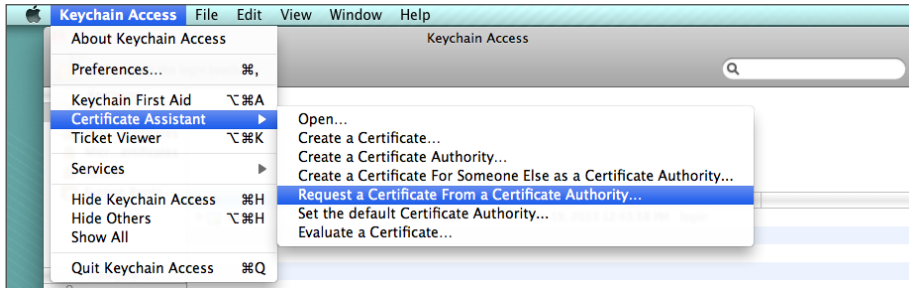 Keychain Access File Edit View Window Help
Keychain Access
About Keychain Access
Preferences... ⌘,
Keychain First Aid ⌥⌘A
Certificate Assistant ▶
Ticket Viewer ⌥⌘K
Services ▶
Hide Keychain Access ⌘H
Hide Others ⌥⌘H
Show All
Quit Keychain Access ⌘Q
Open...
Create a Certificate...
Create a Certificate Authority...
Create a Certificate For Someone Else as a Certificate Authority...
Request a Certificate From a Certificate Authority...
Set the default Certificate Authority...
Evaluate a Certificate...